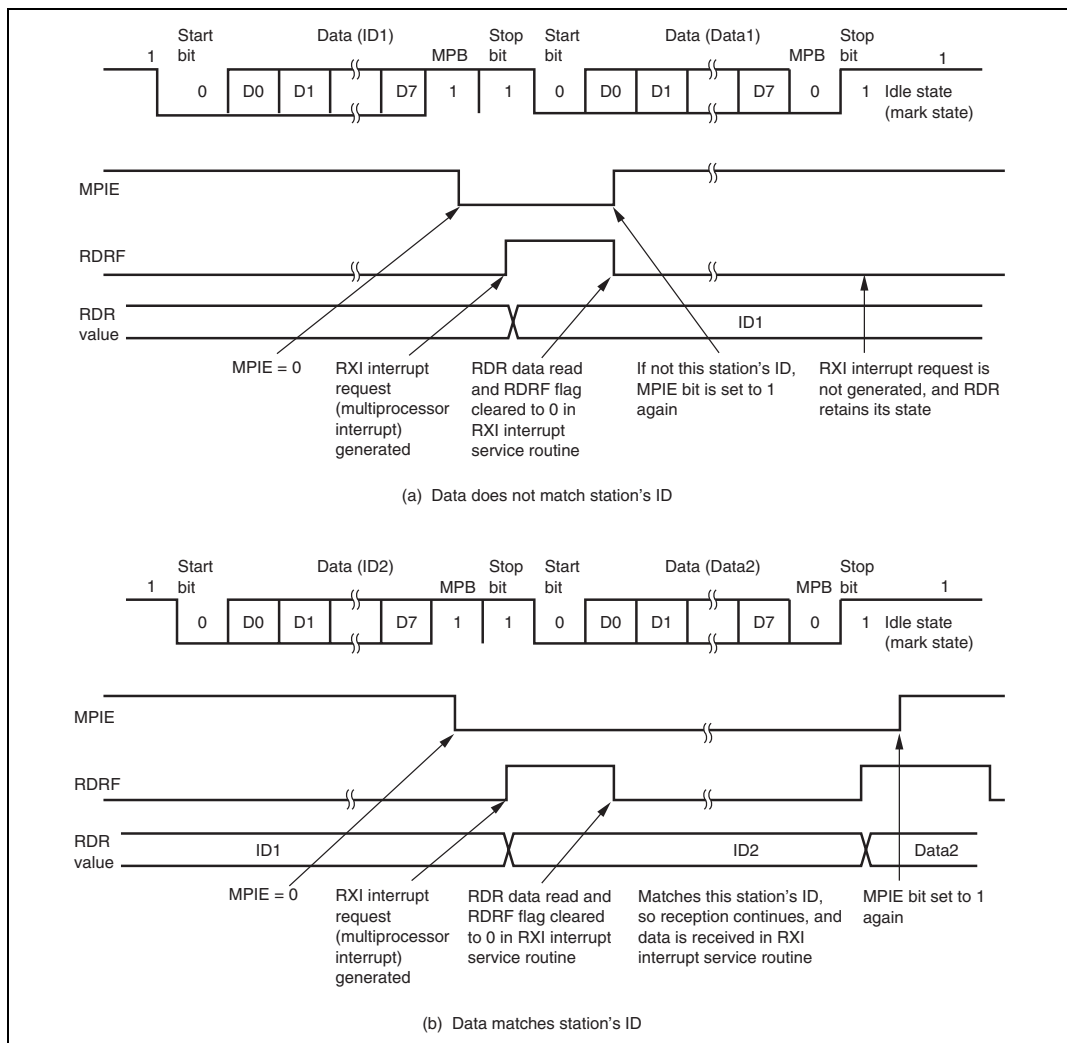 Start bit Data (ID1) MPB Stop bit Start bit Data (Data1) MPB Stop bit
1 0 D0 D1 D7 1 1 0 D0 D1 D7 0 1 1
Idle state
(mark state)
MPIE
RDRF
RDR
value
ID1
MPIE = 0
RXI interrupt
request
(multiprocessor
interrupt)
generated
RDR data read
and RDRF flag
cleared to 0 in
RXI interrupt
service routine
If not this station's ID,
MPIE bit is set to 1
again
RXI interrupt request is
not generated, and RDR
retains its state
(a) Data does not match station's ID
Start bit Data (ID2) MPB Stop bit Start bit Data (Data2) MPB Stop bit
1 0 D0 D1 D7 1 1 0 D0 D1 D7 0 1 1
Idle state
(mark state)
MPIE
RDRF
RDR
value
ID1 ID2 Data2
MPIE = 0
RXI interrupt
request
(multiprocessor
interrupt)
generated
RDR data read and
RDRF flag cleared
to 0 in RXI interrupt
service routine
Matches this station's ID,
so reception continues, and
data is received in RXI
interrupt service routine
MPIE bit set to 1
again
(b) Data matches station's ID